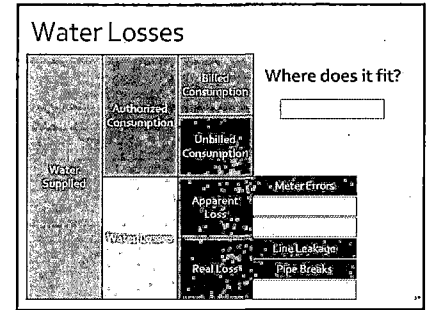 Water Losses
Where does it fit?
Billed
Consumption
Authorized
Consumption
Unbilled
Consumption
Water
Supplied
Meter Errors
Apparent
Loss
Water Losses
Line Leakage
Real Loss
Pipe Breaks